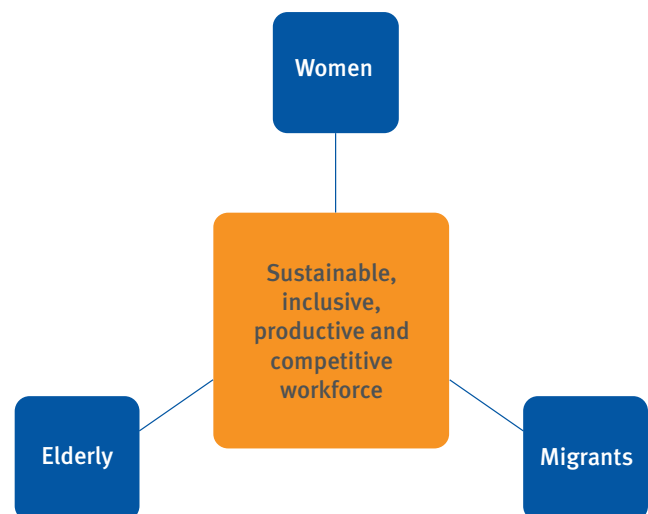 Women
Sustainable,
inclusive,
productive and
competitive
workforce
Elderly
Migrants